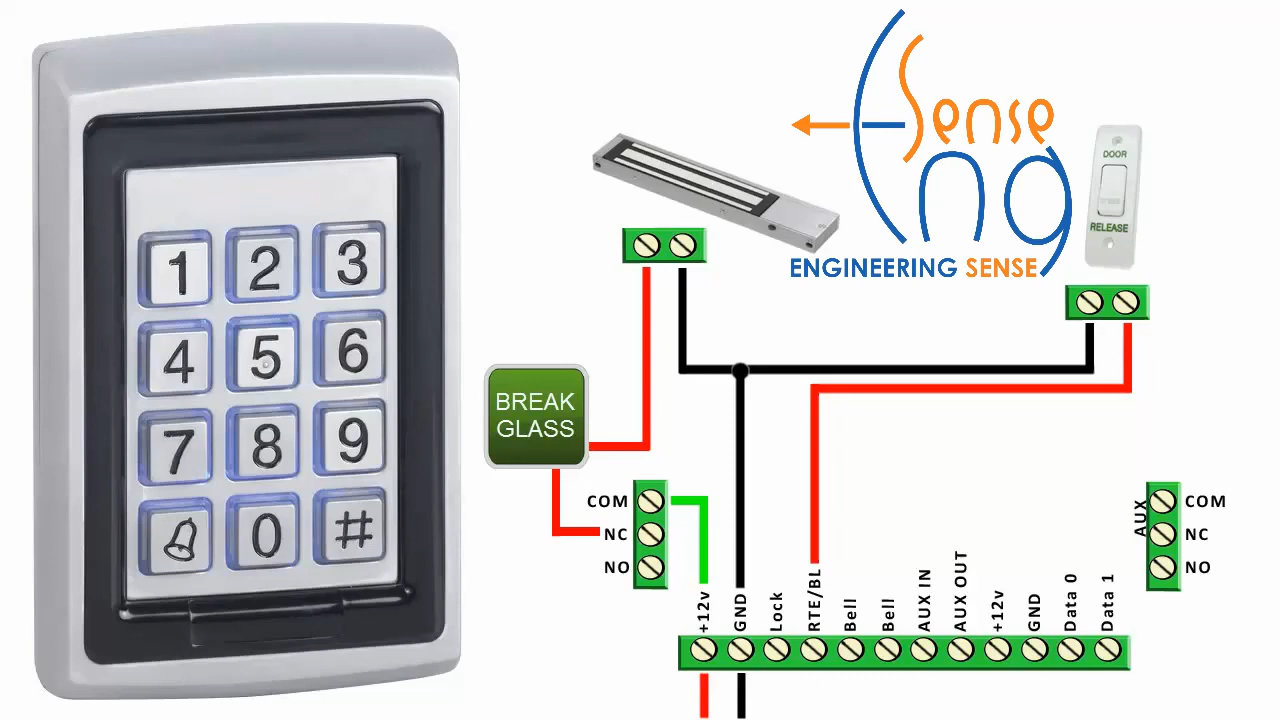 1 2 3
4 5 6
7 8 9
0 #
Sense
Eng
ENGINEERING SENSE
DOOR
RELEASE
BREAK
GLASS
COM
NC
NO
AUX
COM
NC
NO
+12v
GND
Lock
RTE/BL
Bell
Bell
AUX IN
AUX OUT
+12v
GND
Data 0
Data 1